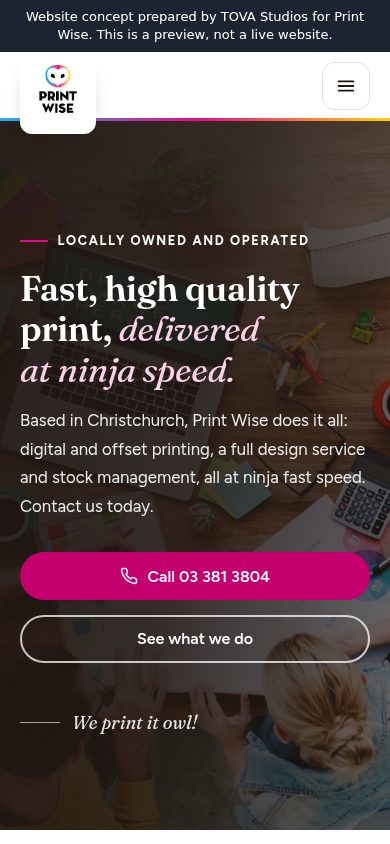 Website concept prepared by TOVA Studios for Print
Wise. This is a preview, not a live website.
PRINT
WISE
LOCALLY OWNED AND OPERATED
Fast, high quality
print, delivered
at ninja speed.
Based in Christchurch, Print Wise does it all:
digital and offset printing, a full design service
and stock management, all at ninja fast speed.
Contact us today.
Call 03 381 3804
See what we do
We print it owl!